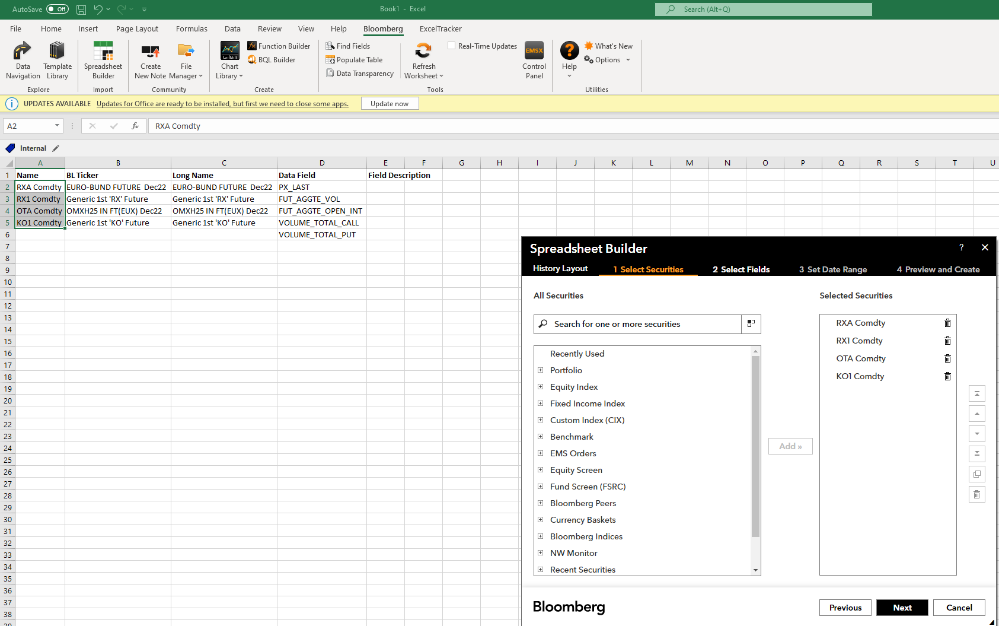 AutoSave Off
Book1 - Excel
Search (Alt+Q)
File Home Insert Page Layout Formulas Data Review View Help Bloomberg ExcelTracker
Data Navigation
Template Library
Explore
Spreadsheet Builder
Import
Create New Note
File Manager
Community
Chart Library
Function Builder
BQL Builder
Create
Find Fields
Populate Table
Data Transparency
Refresh Worksheet
Real-Time Updates
EMSX
Control Panel
Tools
Help
What's New
Options
Utilities
UPDATES AVAILABLE Updates for Office are ready to be installed, but first we need to close some apps. Update now
A2 fx RXA Comdty
Internal
A B C D E F G H I J K L M N O P Q R S T U
1 Name BL Ticker Long Name Data Field Field Description
2 RXA Comdty EURO-BUND FUTURE Dec22 EURO-BUND FUTURE Dec22 PX_LAST
3 RX1 Comdty Generic 1st 'RX' Future Generic 1st 'RX' Future FUT_AGGTE_VOL
4 OTA Comdty OMXH25 IN FT(EUX) Dec22 OMXH25 IN FT(EUX) Dec22 FUT_AGGTE_OPEN_INT
5 KO1 Comdty Generic 1st 'KO' Future Generic 1st 'KO' Future VOLUME_TOTAL_CALL
6 VOLUME_TOTAL_PUT
7
8
9
10
11
12
13
14
15
16
17
18
19
20
21
22
23
24
25
26
27
28
29
30
31
32
33
34
35
36
37
38
39
Spreadsheet Builder ?
History Layout 1 Select Securities 2 Select Fields 3 Set Date Range 4 Preview and Create
All Securities
Search for one or more securities
Recently Used
Portfolio
Equity Index
Fixed Income Index
Custom Index (CIX)
Benchmark
EMS Orders
Equity Screen
Fund Screen (FSRC)
Bloomberg Peers
Currency Baskets
Bloomberg Indices
NW Monitor
Recent Securities
Add »
Selected Securities
RXA Comdty
RX1 Comdty
OTA Comdty
KO1 Comdty
Bloomberg
Previous Next Cancel